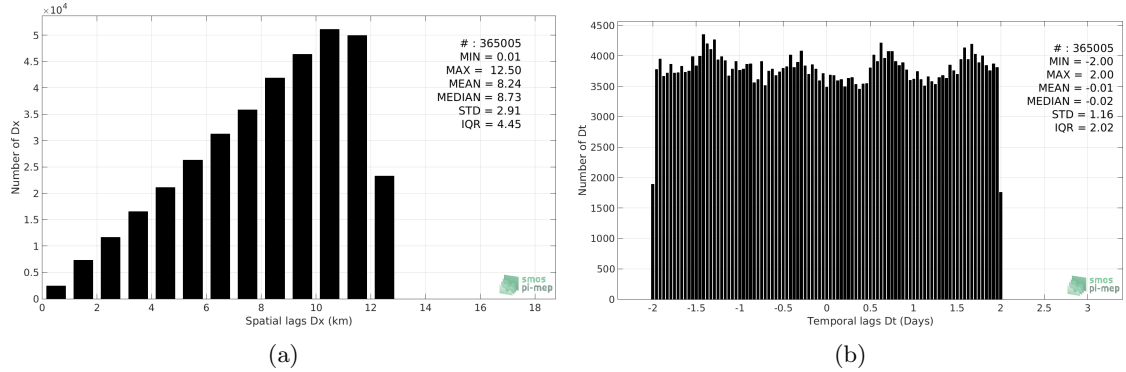 ×10⁴
5
4.5
4
3.5
3
2.5
2
1.5
1
0.5
0
Number of Dx
# : 365005
MIN = 0.01
MAX = 12.50
MEAN = 8.24
MEDIAN = 8.73
STD = 2.91
IQR = 4.45
smos
pi-mep
0 2 4 6 8 10 12 14 16 18
Spatial lags Dx (km)
(a)
4500
4000
3500
3000
2500
2000
1500
1000
500
0
Number of Dt
# : 365005
MIN = -2.00
MAX = 2.00
MEAN = -0.01
MEDIAN = -0.02
STD = 1.16
IQR = 2.02
smos
pi-mep
-2 -1.5 -1 -0.5 0 0.5 1 1.5 2 2.5 3
Temporal lags Dt (Days)
(b)